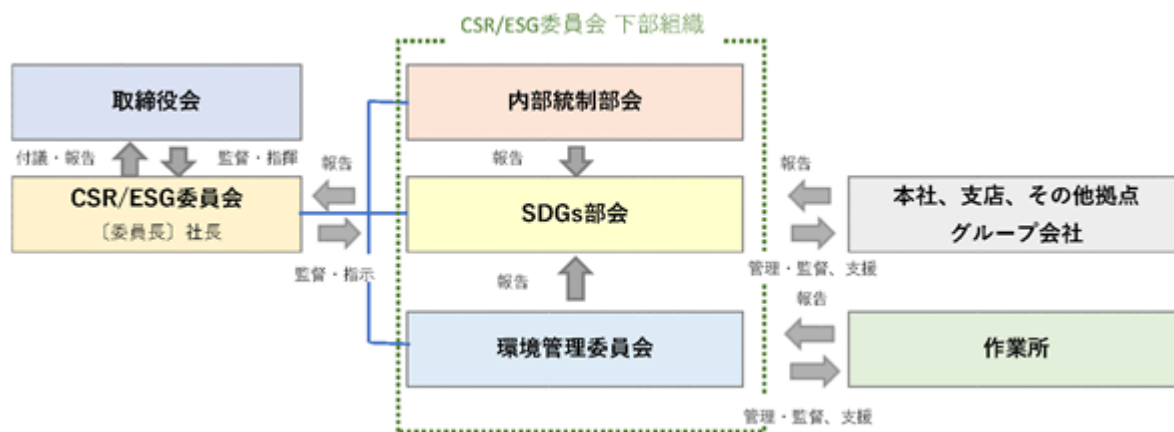 CSR/ESG委員会 下部組織
取締役会
付議・報告
監督・指揮
CSR/ESG委員会
〔委員長〕社長
報告
監督・指示
内部統制部会
報告
SDGs部会
報告
環境管理委員会
報告
管理・監督、支援
本社、支店、その他拠点
グループ会社
報告
管理・監督、支援
作業所